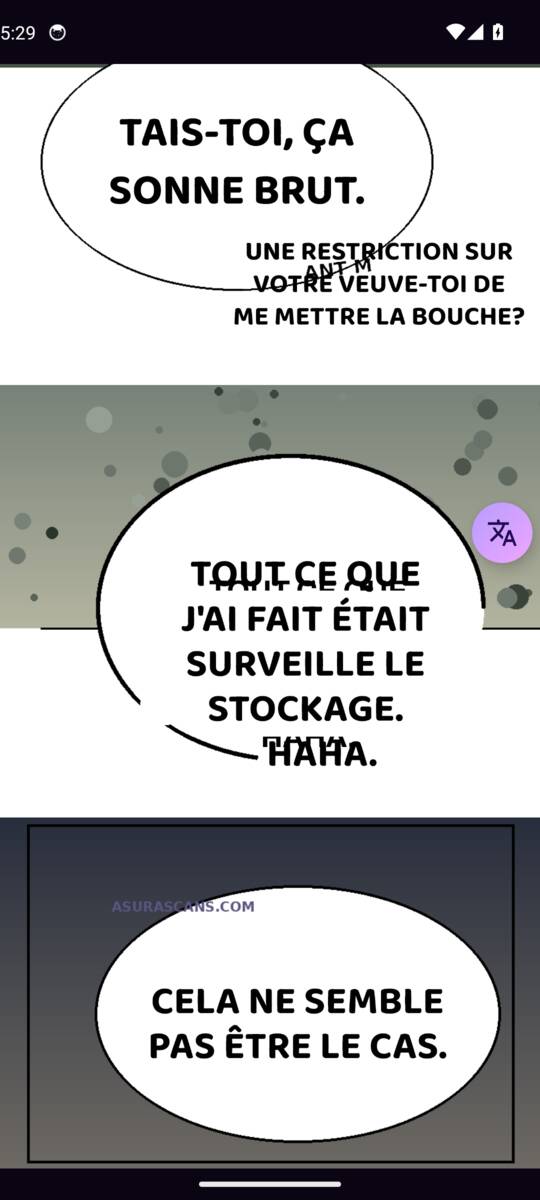 5:29
TAIS-TOI, ÇA
SONNE BRUT.
UNE RESTRICTION SUR
ANT M
VOTRE VEUVE-TOI DE
ME METTRE LA BOUCHE?
TOUT CE QUE
J'AI FAIT ÉTAIT
SURVEILLE LE
STOCKAGE.
HAHA.
ASURASCANS.COM
CELA NE SEMBLE
PAS ÊTRE LE CAS.